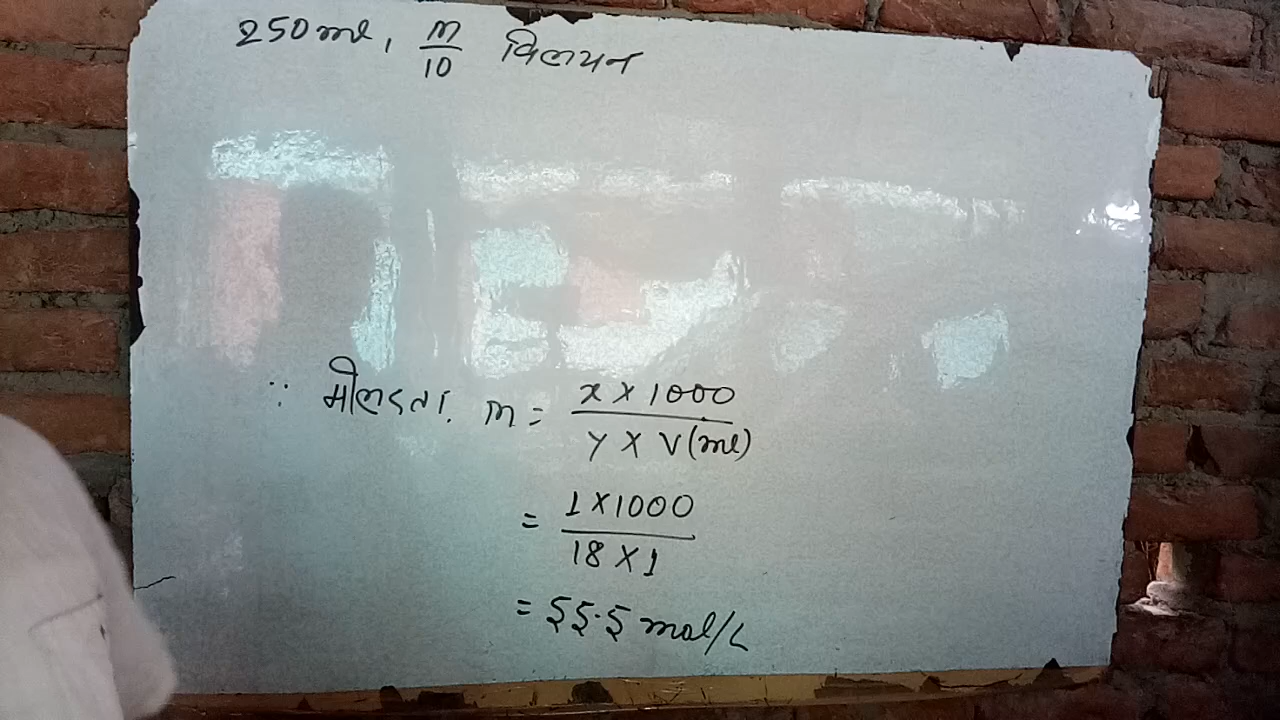 250ml, m/10 विलयन
∵ मोलरता, m = x X 1000 / y X V(ml)
= 1 X 1000 / 18 X 1
= 55.5 mol/L